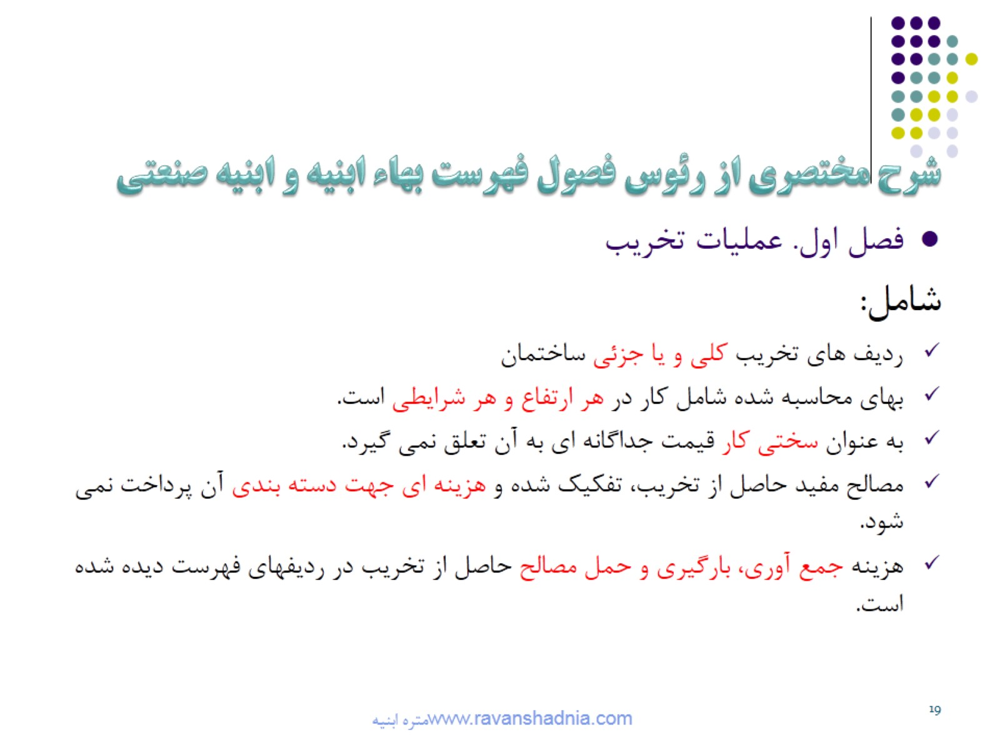 شرح مختصری از رئوس فصول فهرست بهاء ابنیه و ابنیه صنعتی
● فصل اول. عملیات تخریب
شامل:
✓ ردیف های تخریب کلی و یا جزئی ساختمان
✓ بهای محاسبه شده شامل کار در هر ارتفاع و هر شرایطی است.
✓ به عنوان سختی کار قیمت جداگانه ای به آن تعلق نمی گیرد.
✓ مصالح مفید حاصل از تخریب، تفکیک شده و هزینه ای جهت دسته بندی آن پرداخت نمی
شود.
✓ هزینه جمع آوری، بارگیری و حمل مصالح حاصل از تخریب در ردیفهای فهرست دیده شده
است.
19
متره ابنیهwww.ravanshadnia.com